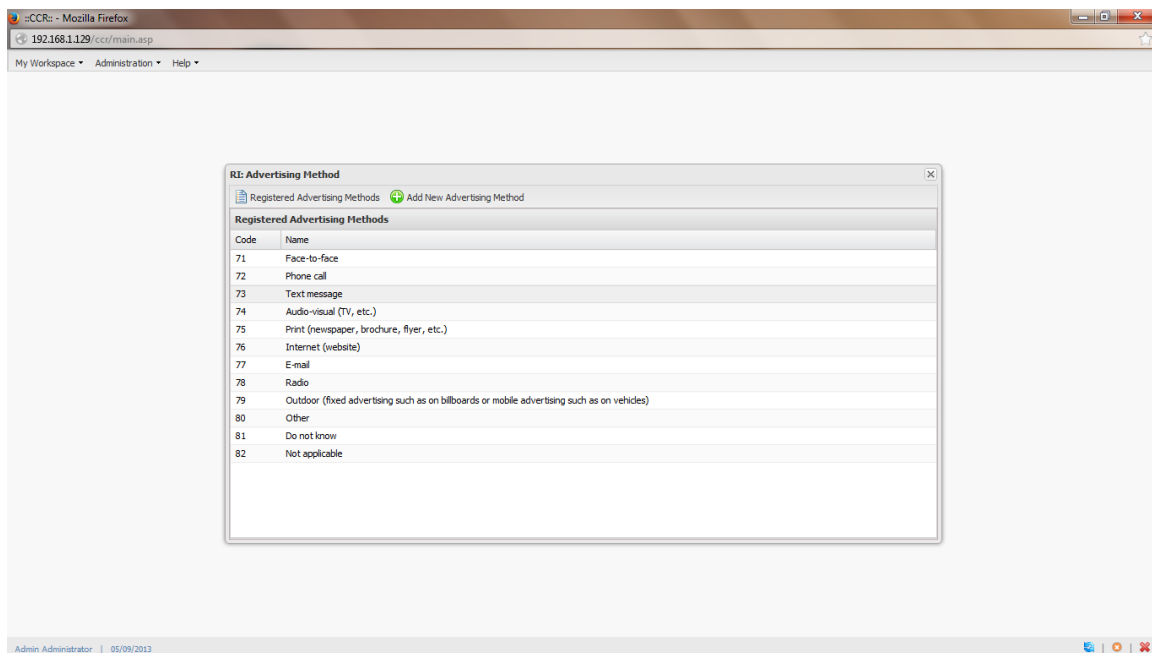 ::CCR:: - Mozilla Firefox
192.168.1.129/ccr/main.asp
My Workspace Administration Help
RI: Advertising Method
Registered Advertising Methods Add New Advertising Method
Registered Advertising Methods
Code Name
71 Face-to-face
72 Phone call
73 Text message
74 Audio-visual (TV, etc.)
75 Print (newspaper, brochure, flyer, etc.)
76 Internet (website)
77 E-mail
78 Radio
79 Outdoor (fixed advertising such as on billboards or mobile advertising such as on vehicles)
80 Other
81 Do not know
82 Not applicable
Admin Administrator | 05/09/2013